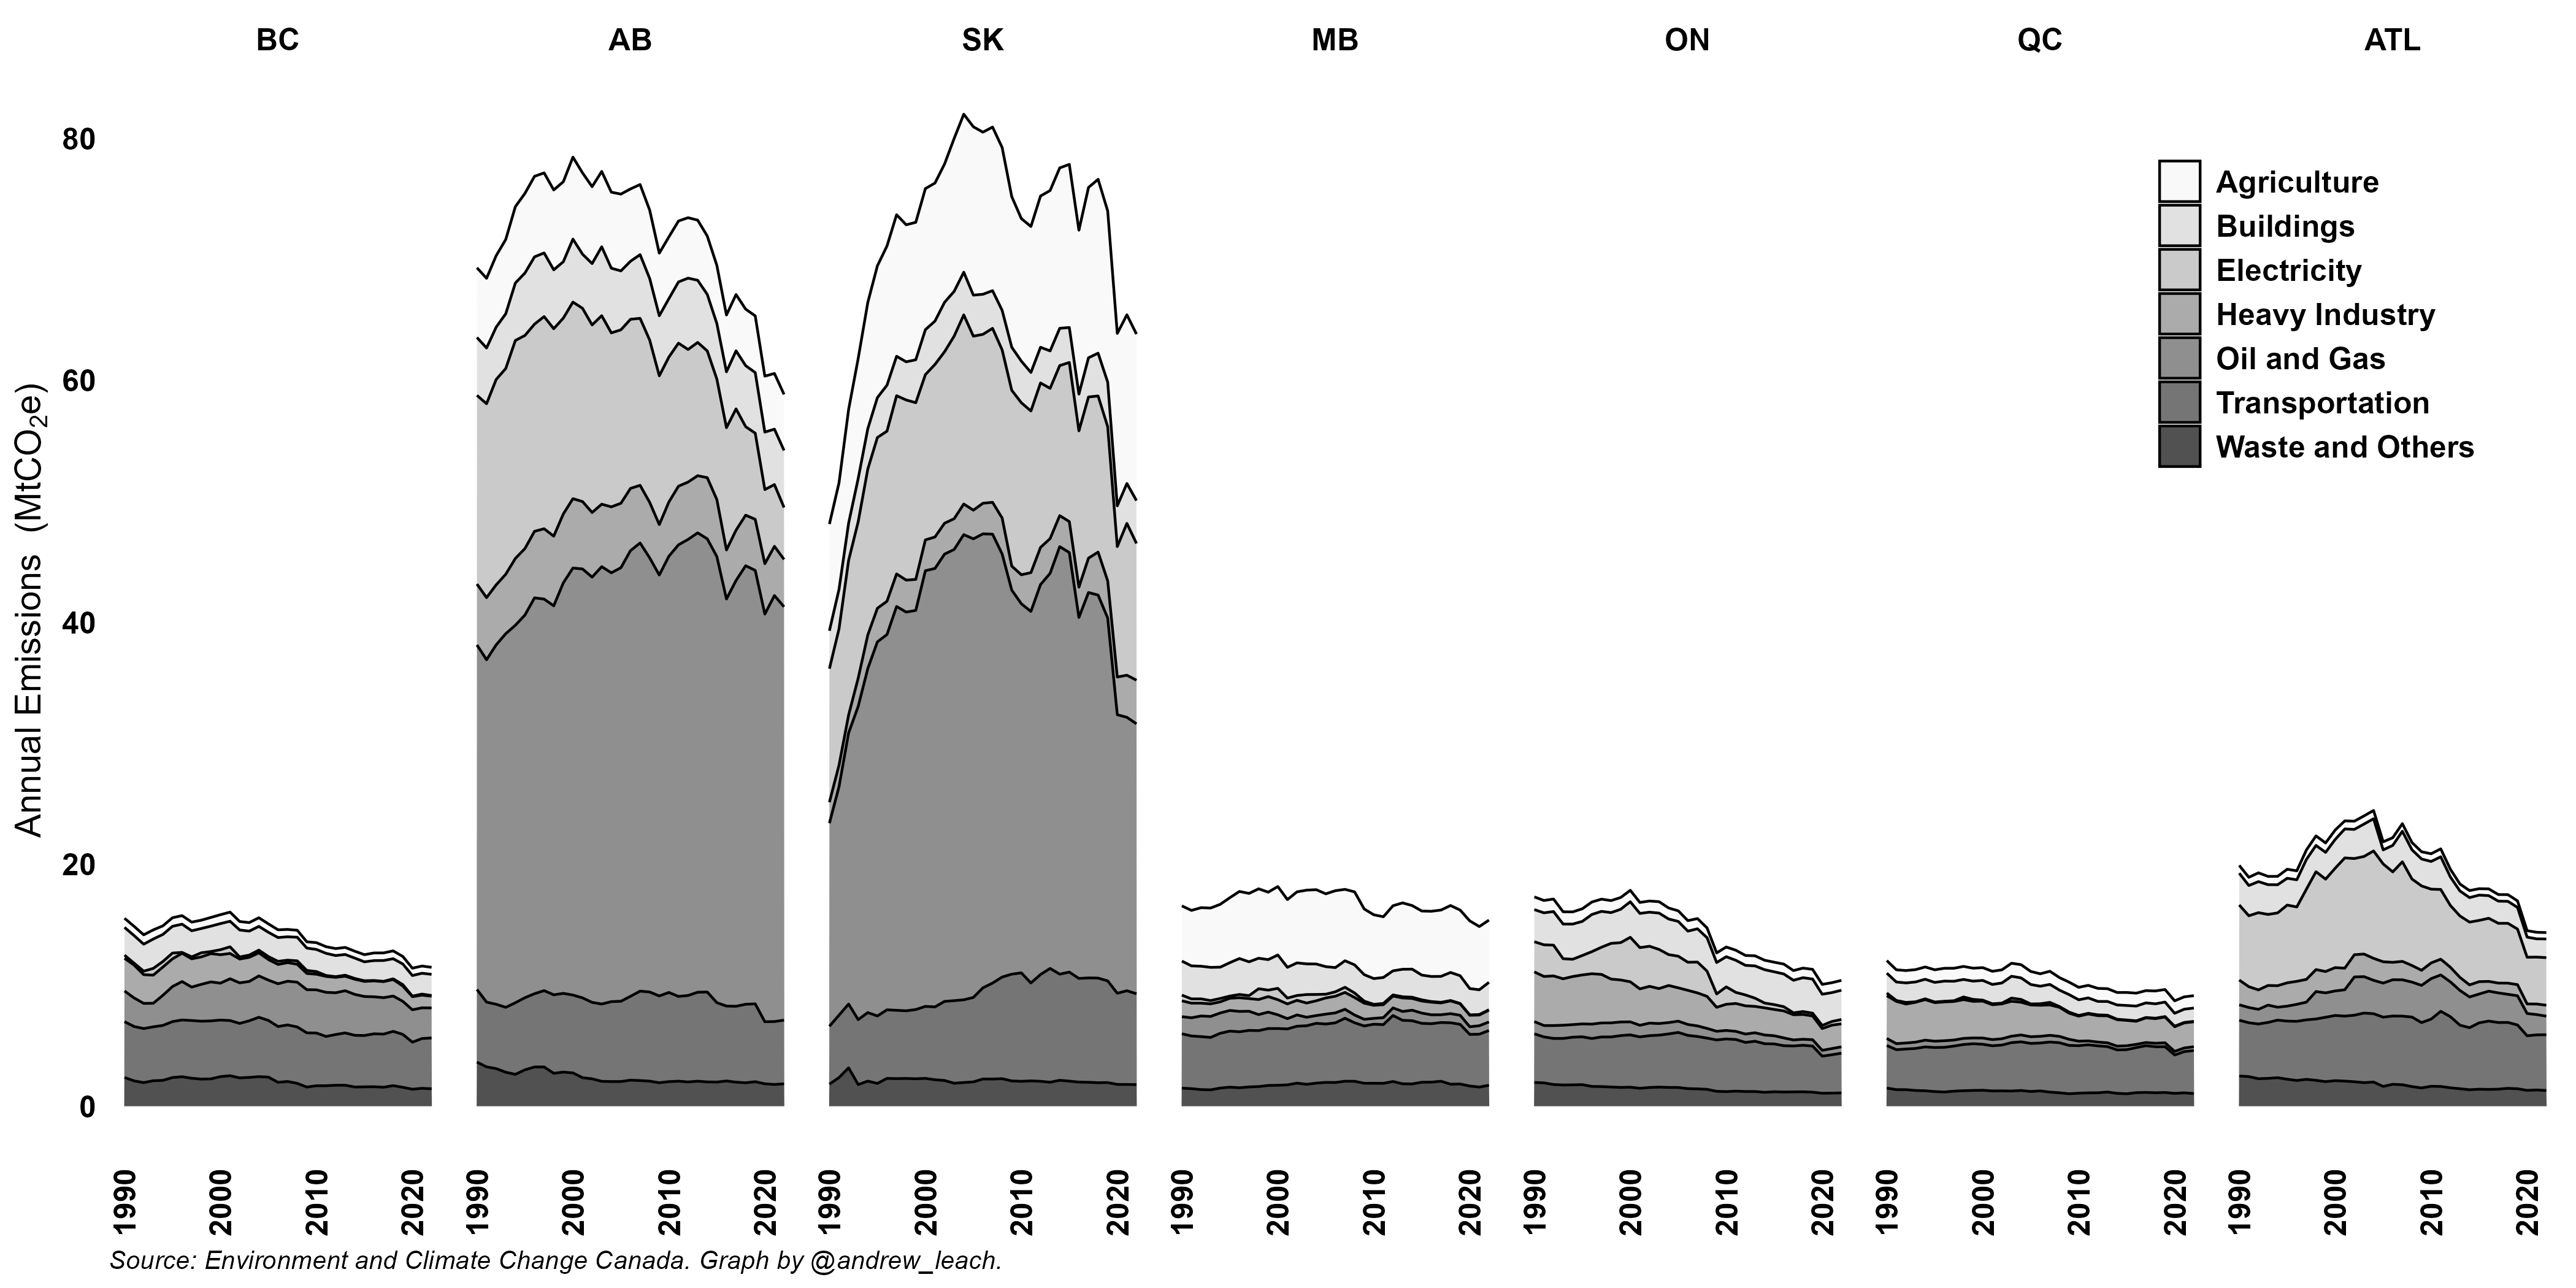 BC AB SK MB ON QC ATL
80
60
40
20
0
Annual Emissions (MtCO₂e)
Agriculture
Buildings
Electricity
Heavy Industry
Oil and Gas
Transportation
Waste and Others
1990 2000 2010 2020 1990 2000 2010 2020 1990 2000 2010 2020 1990 2000 2010 2020 1990 2000 2010 2020 1990 2000 2010 2020 1990 2000 2010 2020
Source: Environment and Climate Change Canada. Graph by @andrew_leach.